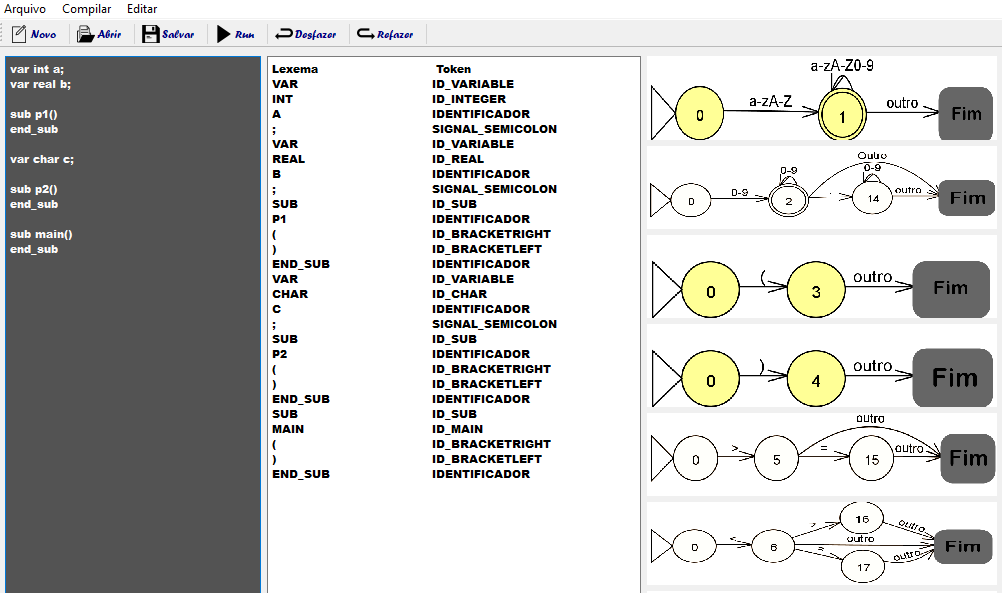 Arquivo Compilar Editar
Novo Abrir Salvar Run Desfazer Refazer
var int a;
var real b;
sub p1()
end_sub
var char c;
sub p2()
end_sub
sub main()
end_sub
Lexema Token
VAR ID_VARIABLE
INT ID_INTEGER
A IDENTIFICADOR
; SIGNAL_SEMICOLON
VAR ID_VARIABLE
REAL ID_REAL
B IDENTIFICADOR
; SIGNAL_SEMICOLON
SUB ID_SUB
P1 IDENTIFICADOR
( ID_BRACKETRIGHT
) ID_BRACKETLEFT
END_SUB IDENTIFICADOR
VAR ID_VARIABLE
CHAR ID_CHAR
C IDENTIFICADOR
; SIGNAL_SEMICOLON
SUB ID_SUB
P2 IDENTIFICADOR
( ID_BRACKETRIGHT
) ID_BRACKETLEFT
END_SUB IDENTIFICADOR
SUB ID_SUB
MAIN ID_MAIN
( ID_BRACKETRIGHT
) ID_BRACKETLEFT
END_SUB IDENTIFICADOR
a-zA-Z0-9
0 a-zA-Z 1 outro Fim
Outro
0-9 0-9
0 0-9 2 . 14 outro Fim
0 ( 3 outro Fim
0 ) 4 outro Fim
outro
0 > 5 = 15 outro Fim
> 16 outro
0 < 6 outro Fim
= 17 outro